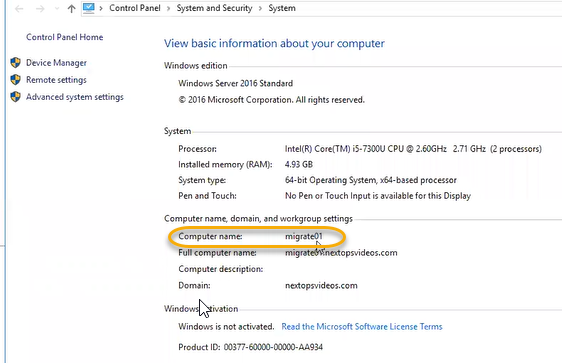 Control Panel > System and Security > System
Control Panel Home
Device Manager
Remote settings
Advanced system settings
View basic information about your computer
Windows edition
Windows Server 2016 Standard
© 2016 Microsoft Corporation. All rights reserved.
System
Processor: Intel(R) Core(TM) i5-7300U CPU @ 2.60GHz 2.71 GHz (2 processors)
Installed memory (RAM): 4.93 GB
System type: 64-bit Operating System, x64-based processor
Pen and Touch: No Pen or Touch Input is available for this Display
Computer name, domain, and workgroup settings
Computer name: migrate01
Full computer name: migrate01.nextopsvideos.com
Computer description:
Domain: nextopsvideos.com
Windows activation
Windows is not activated. Read the Microsoft Software License Terms
Product ID: 00377-60000-00000-AA934